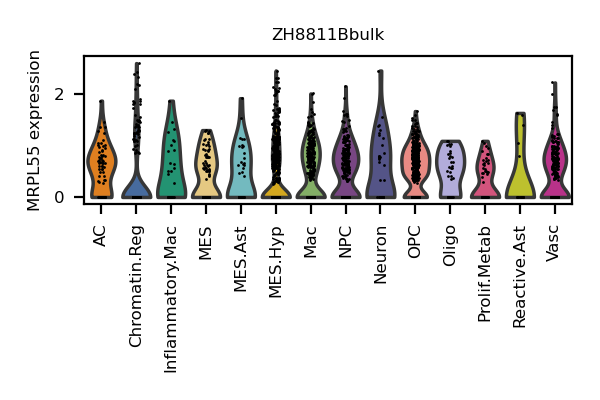 ZH8811Bbulk
MRPL55 expression
2
0
AC
Chromatin.Reg
Inflammatory.Mac
MES
MES.Ast
MES.Hyp
Mac
NPC
Neuron
OPC
Oligo
Prolif.Metab
Reactive.Ast
Vasc